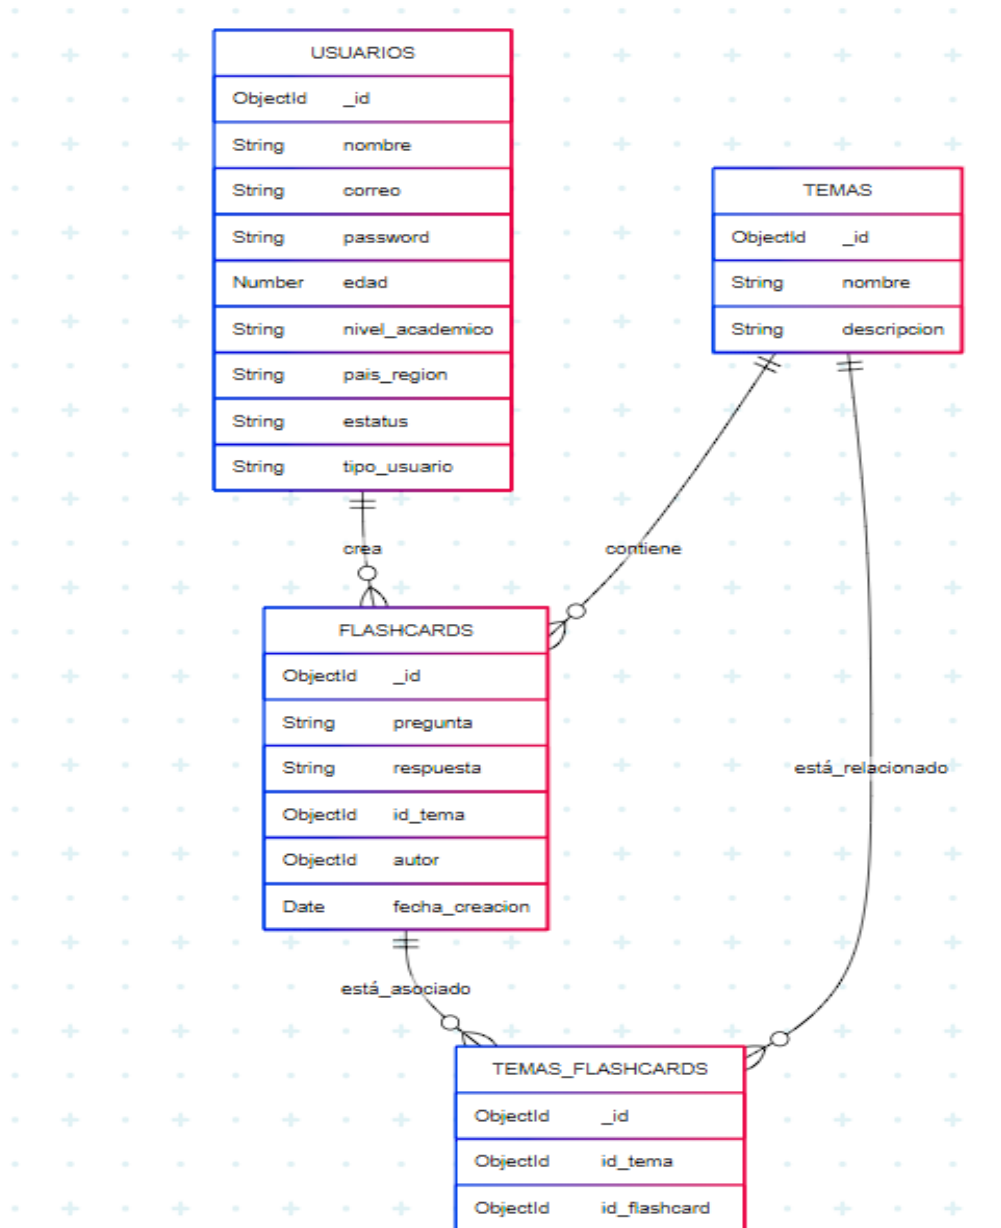 USUARIOS
ObjectId _id
String nombre
String correo
String password
Number edad
String nivel_academico
String pais_region
String estatus
String tipo_usuario
TEMAS
ObjectId _id
String nombre
String descripcion
crea
contiene
FLASHCARDS
ObjectId _id
String pregunta
String respuesta
ObjectId id_tema
ObjectId autor
Date fecha_creacion
está_relacionado
está_asociado
TEMAS_FLASHCARDS
ObjectId _id
ObjectId id_tema
ObjectId id_flashcard